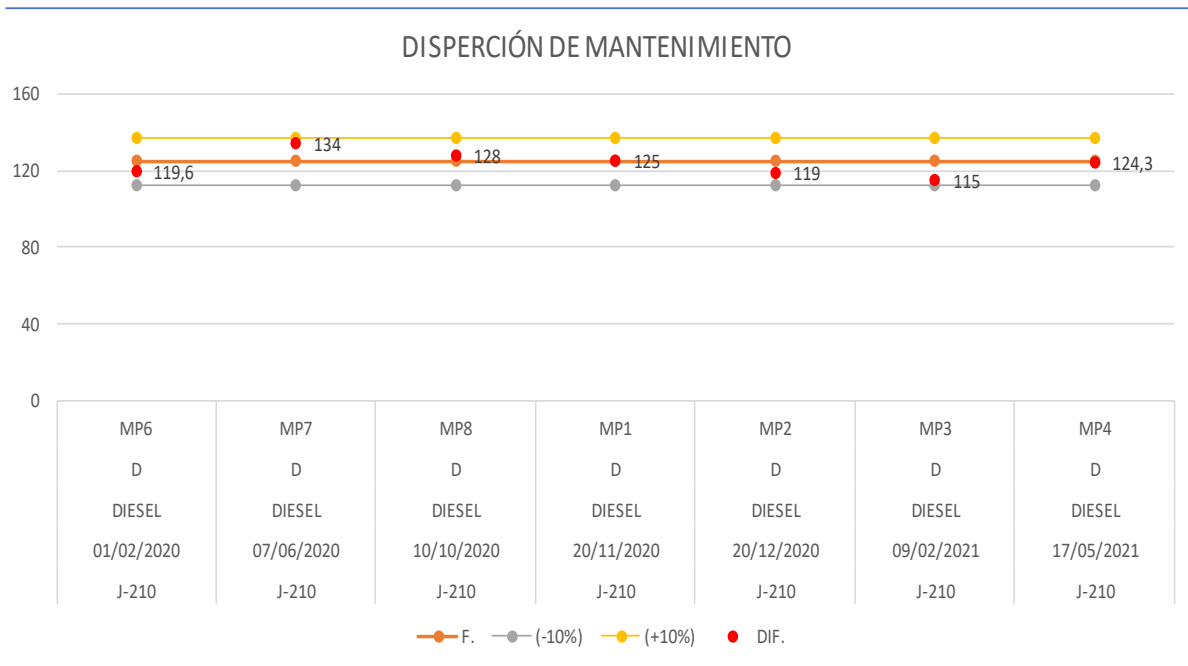 DISPERCIÓN DE MANTENIMIENTO
160
120
80
40
0
119,6
134
128
125
119
115
124,3
MP6 MP7 MP8 MP1 MP2 MP3 MP4
D D D D D D D
DIESEL DIESEL DIESEL DIESEL DIESEL DIESEL DIESEL
01/02/2020 07/06/2020 10/10/2020 20/11/2020 20/12/2020 09/02/2021 17/05/2021
J-210 J-210 J-210 J-210 J-210 J-210 J-210
F. (-10%) (+10%) DIF.